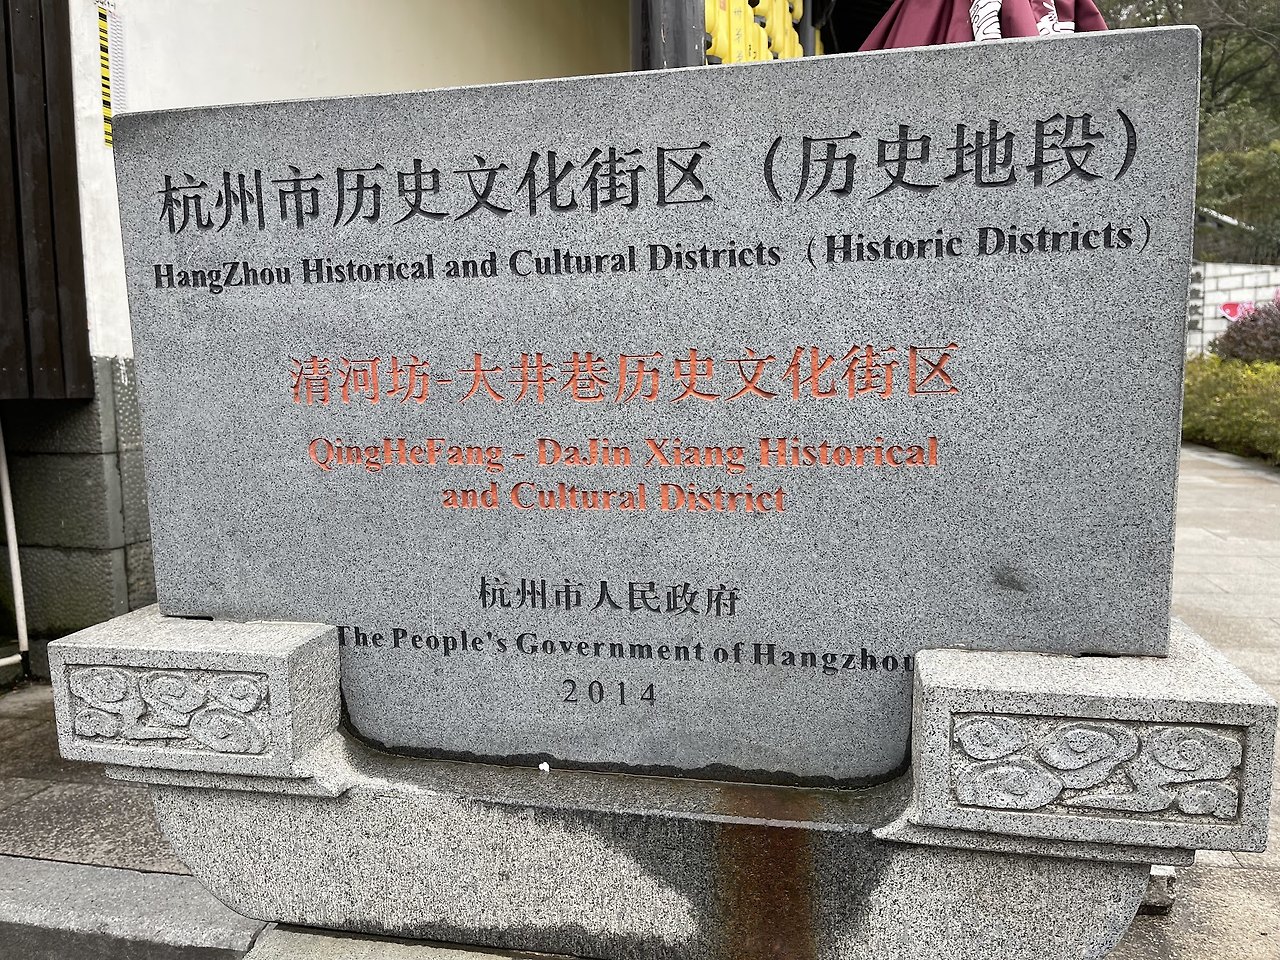 杭州市历史文化街区（历史地段）
HangZhou Historical and Cultural Districts （Historic Districts）
清河坊-大井巷历史文化街区
QingHeFang - DaJin Xiang Historical
and Cultural District
杭州市人民政府
The People's Government of Hangzhou
2014